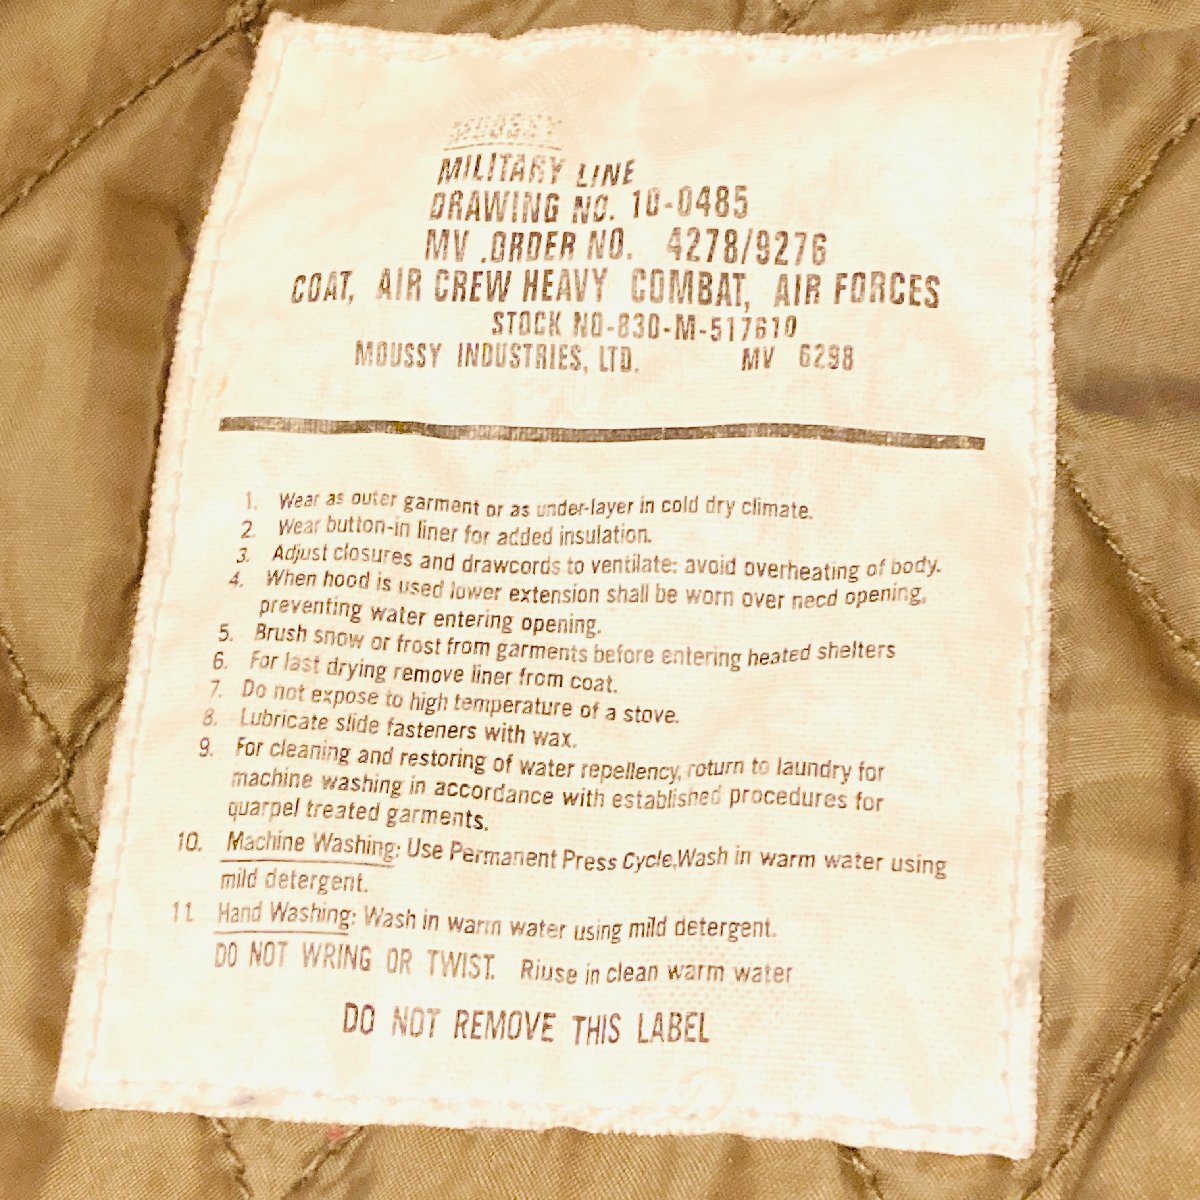 MOUSSY
MILITARY LINE
DRAWING NO. 10-0485
MV .ORDER NO. 4278/9276
COAT, AIR CREW HEAVY COMBAT, AIR FORCES
STOCK NO-830-M-517610
MOUSSY INDUSTRIES, LTD. MV 6298
1. Wear as outer garment or as under-layer in cold dry climate.
2. Wear button-in liner for added insulation.
3. Adjust closures and drawcords to ventilate: avoid overheating of body.
4. When hood is used lower extension shall be worn over necd opening,
preventing water entering opening.
5. Brush snow or frost from garments before entering heated shelters
6. For last drying remove liner from coat.
7. Do not expose to high temperature of a stove.
8. Lubricate slide fasteners with wax.
9. For cleaning and restoring of water repellency, roturn to laundry for
machine washing in accordance with established procedures for
quarpel treated garments.
10. Machine Washing: Use Permanent Press Cycle,Wash in warm water using
mild detergent.
11. Hand Washing: Wash in warm water using mild detergent.
DO NOT WRING OR TWIST. Riuse in clean warm water
DO NOT REMOVE THIS LABEL